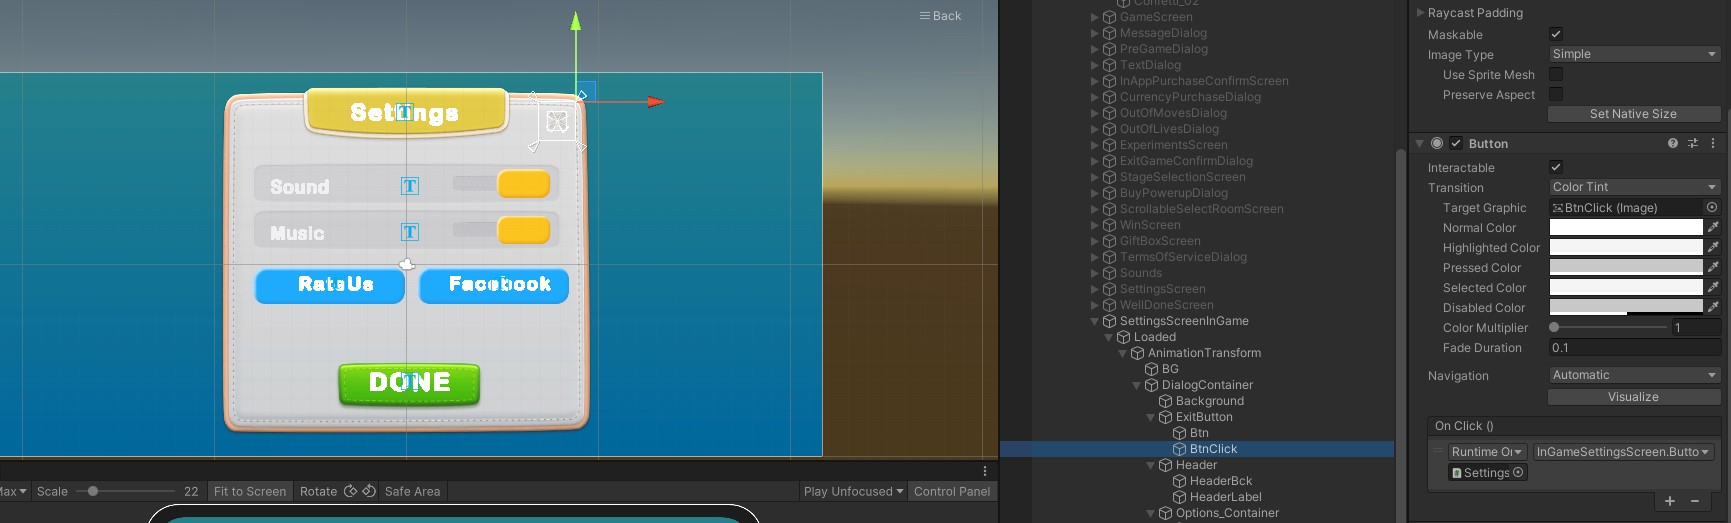 Back
Settings
Sound
Music
RateUs
Facebook
DONE
Scale
22
Fit to Screen
Rotate
Safe Area
Play Unfocused
Control Panel
GameScreen
MessageDialog
PreGameDialog
TextDialog
InAppPurchaseConfirmScreen
CurrencyPurchaseDialog
OutOfMovesDialog
OutOfLivesDialog
ExperimentsScreen
ExitGameConfirmDialog
StageSelectionScreen
BuyPowerupDialog
ScrollableSelectRoomScreen
WinScreen
GiftBoxScreen
TermsOfServiceDialog
Sounds
SettingsScreen
WellDoneScreen
SettingsScreenInGame
Loaded
AnimationTransform
BG
DialogContainer
Background
ExitButton
Btn
BtnClick
Header
HeaderBck
HeaderLabel
Options_Container
Raycast Padding
Maskable
Image Type Simple
Use Sprite Mesh
Preserve Aspect
Set Native Size
Button
Interactable
Transition Color Tint
Target Graphic BtnClick (Image)
Normal Color
Highlighted Color
Pressed Color
Selected Color
Disabled Color
Color Multiplier 1
Fade Duration 0.1
Navigation Automatic
Visualize
On Click ()
Runtime InGameSettingsScreen.Butto
Settings